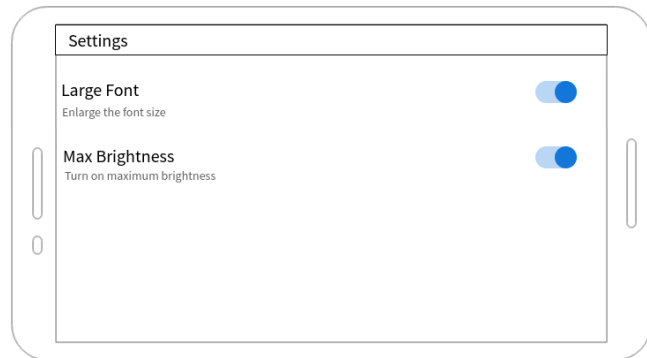 Settings
Large Font
Enlarge the font size
Max Brightness
Turn on maximum brightness